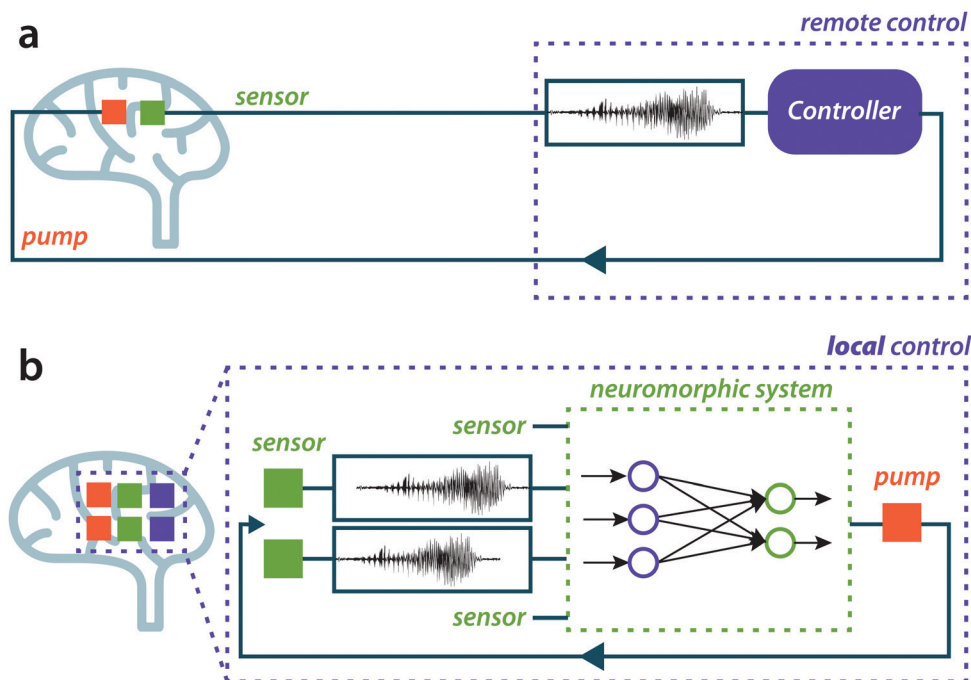 a
remote control
sensor
Controller
pump
b
local control
neuromorphic system
sensor
sensor
pump
sensor